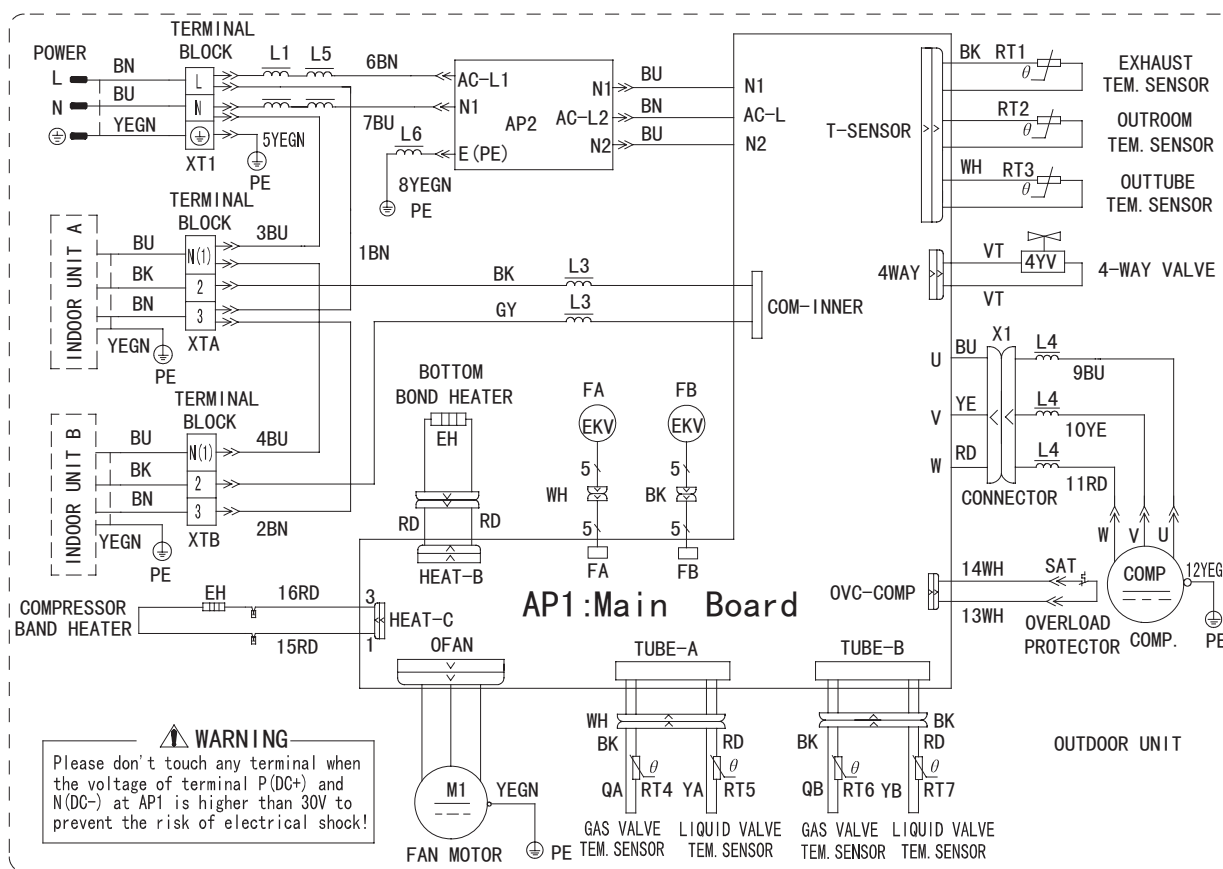 POWER
L
N
BN
BU
YEGN
TERMINAL
BLOCK
L
N
XT1
5YEGN
PE
L1
L5
6BN
7BU
L6
8YEGN
PE
AC-L1
N1
E(PE)
AP2
N1
AC-L2
N2
BU
BN
BU
N1
AC-L
N2
T-SENSOR
BK
RT1
θ
EXHAUST
TEM. SENSOR
RT2
θ
OUTROOM
TEM. SENSOR
WH
RT3
θ
OUTTUBE
TEM. SENSOR
INDOOR UNIT A
BU
BK
BN
YEGN
PE
TERMINAL
BLOCK
N(1)
2
3
XTA
3BU
1BN
BK
L3
GY
L3
COM-INNER
4WAY
VT
4YV
VT
4-WAY VALVE
INDOOR UNIT B
BU
BK
BN
YEGN
PE
TERMINAL
BLOCK
N(1)
2
3
XTB
4BU
2BN
BOTTOM
BOND HEATER
EH
RD
RD
HEAT-B
FA
EKV
5
WH
5
FA
FB
EKV
5
BK
5
FB
U
BU
V
YE
W
RD
X1
CONNECTOR
L4
9BU
L4
10YE
L4
11RD
W
V
U
COMP
COMP.
12YEG
PE
OVC-COMP
14WH
SAT
13WH
OVERLOAD
PROTECTOR
COMPRESSOR
BAND HEATER
EH
16RD
15RD
3
1
HEAT-C
AP1:Main Board
OFAN
M1
YEGN
PE
FAN MOTOR
TUBE-A
WH
BK
RD
θ
θ
QA
RT4
YA
RT5
GAS VALVE
TEM. SENSOR
LIQUID VALVE
TEM. SENSOR
TUBE-B
BK
BK
RD
θ
θ
QB
RT6
YB
RT7
GAS VALVE
TEM. SENSOR
LIQUID VALVE
TEM. SENSOR
OUTDOOR UNIT
WARNING
Please don't touch any terminal when
the voltage of terminal P(DC+) and
N(DC-) at AP1 is higher than 30V to
prevent the risk of electrical shock!